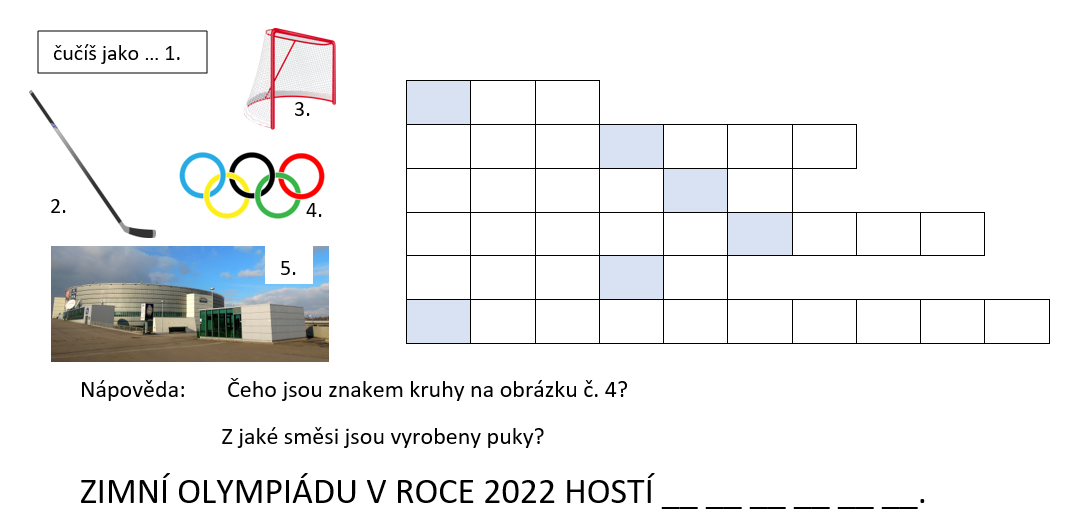 čučíš jako … 1.
3.
2.
4.
5.
Nápověda: Čeho jsou znakem kruhy na obrázku č. 4?
Z jaké směsi jsou vyrobeny puky?
ZIMNÍ OLYMPIÁDU V ROCE 2022 HOSTÍ __ __ __ __ __ __.